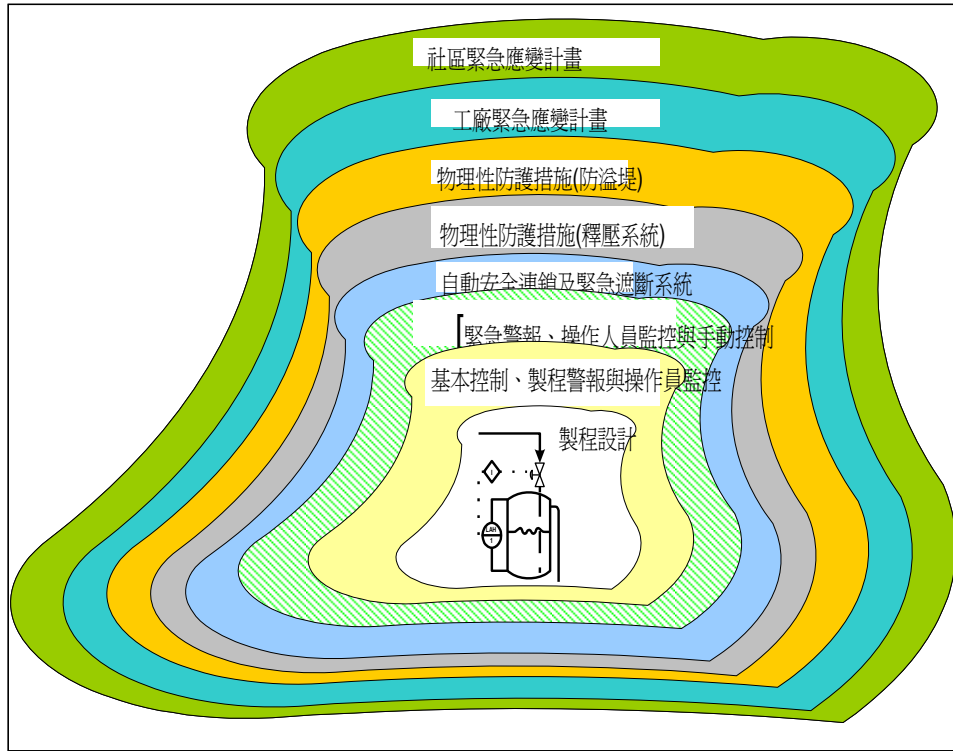 社區緊急應變計畫
工廠緊急應變計畫
物理性防護措施(防溢堤)
物理性防護措施(釋壓系統)
自動安全連鎖及緊急遮斷系統
緊急警報、操作人員監控與手動控制
基本控制、製程警報與操作員監控
製程設計
I
LAH
1